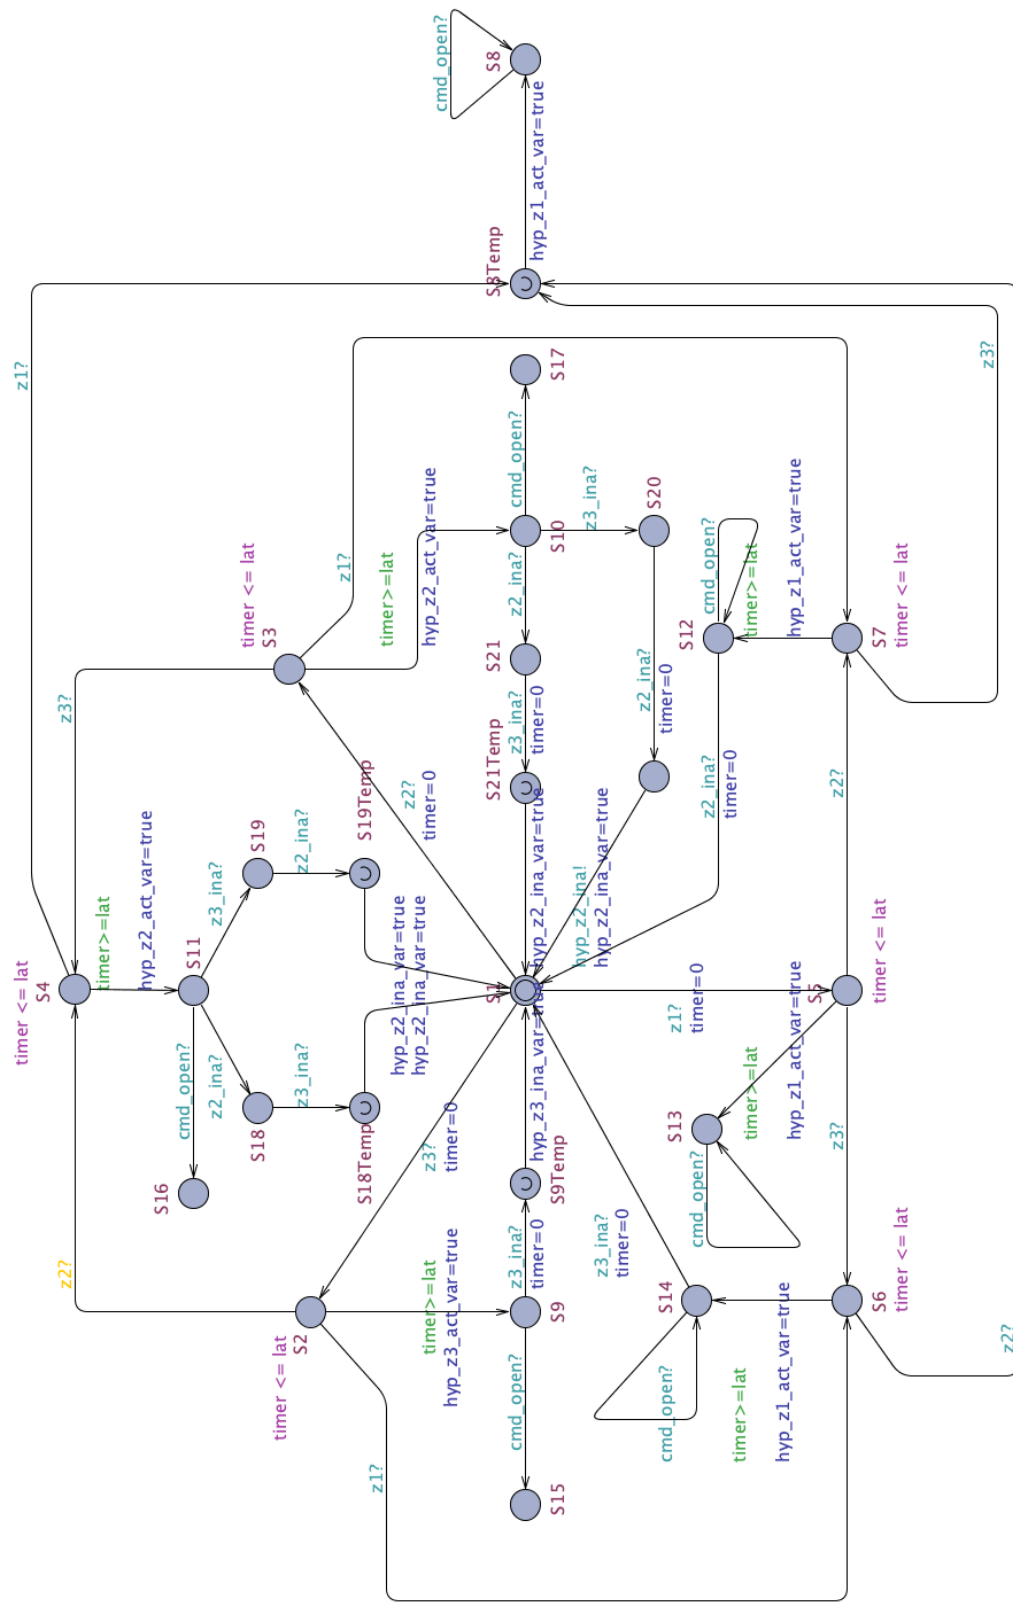 cmd_open?
S8
hyp_z1_act_var=true
S8Temp
z1?
z3?
S17
cmd_open?
z3_ina?
S20
S10
z2_ina?
timer <= lat
S3
z1?
timer>=lat
hyp_z2_act_var=true
cmd_open?
timer>=lat
hyp_z1_act_var=true
S12
S7
timer <= lat
z3?
S21
z3_ina?
timer=0
z2_ina?
timer=0
S21Temp
z2?
timer=0
S19Temp
z2_ina?
timer=0
z2?
hyp_z2_ina_var=true
hyp_z2_ina!
hyp_z2_ina_var=true
S19
z2_ina?
z3_ina?
timer>=lat
hyp_z2_act_var=true
S11
timer <= lat
S4
hyp_z2_ina_var=true
hyp_z2_ina_var=true
S1
z1?
timer=0
S5
timer <= lat
timer>=lat
hyp_z1_act_var=true
hyp_z3_ina_var=true
cmd_open?
z2_ina?
S18
z3_ina?
S18Temp
z3?
timer=0
S13
cmd_open?
z3?
S16
S9Temp
z3_ina?
timer=0
z3_ina?
timer=0
z2?
timer <= lat
S2
timer>=lat
hyp_z3_act_var=true
S9
S14
cmd_open?
timer>=lat
hyp_z1_act_var=true
S6
timer <= lat
z2?
cmd_open?
z1?
S15